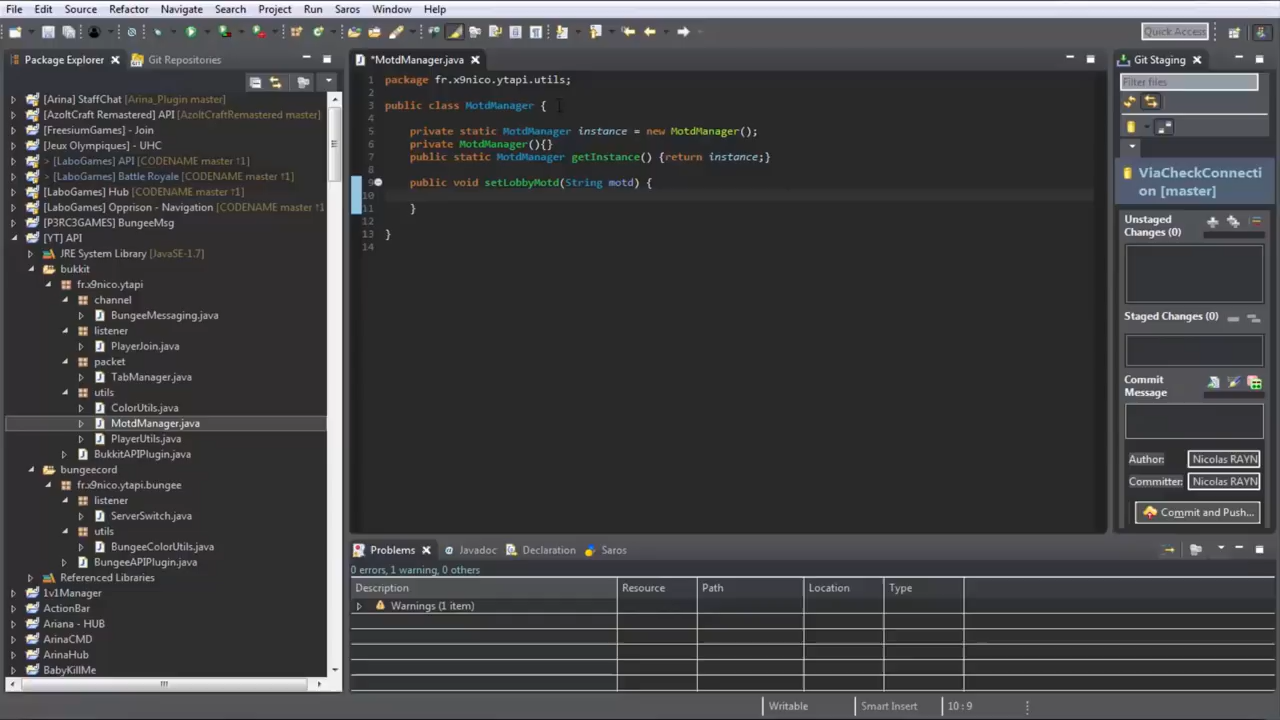 File Edit Source Refactor Navigate Search Project Run Saros Window Help
Quick Access
Package Explorer
Git Repositories
[Arina] StaffChat [Arina_Plugin master]
[AzoltCraft Remastered] API [AzoltCraftRemastered master]
[FreesiumGames] - Join
[Jeux Olympiques] - UHC
> [LaboGames] API [CODENAME master ↑1]
> [LaboGames] Battle Royale [CODENAME master ↑1]
[LaboGames] Hub [CODENAME master ↑1]
[LaboGames] Opprison - Navigation [CODENAME master ↑1]
[P3RC3GAMES] BungeeMsg
[YT] API
JRE System Library [JavaSE-1.7]
bukkit
fr.x9nico.ytapi
channel
BungeeMessaging.java
listener
PlayerJoin.java
packet
TabManager.java
utils
ColorUtils.java
MotdManager.java
PlayerUtils.java
BukkitAPIPlugin.java
bungeecord
fr.x9nico.ytapi.bungee
listener
ServerSwitch.java
utils
BungeeColorUtils.java
BungeeAPIPlugin.java
Referenced Libraries
1v1Manager
ActionBar
Ariana - HUB
ArinaCMD
ArinaHub
BabyKillMe
*MotdManager.java
1 package fr.x9nico.ytapi.utils;
2
3 public class MotdManager {
4
5 private static MotdManager instance = new MotdManager();
6 private MotdManager(){}
7 public static MotdManager getInstance() {return instance;}
8
9 public void setLobbyMotd(String motd) {
10
11 }
12
13 }
14
Git Staging
Filter files
ViaCheckConnecti
on [master]
Unstaged
Changes (0)
Staged Changes (0)
Commit
Message
Author: Nicolas RAYN
Committer: Nicolas RAYN
Commit and Push...
Problems
Javadoc
Declaration
Saros
0 errors, 1 warning, 0 others
Description Resource Path Location Type
Warnings (1 item)
Writable Smart Insert 10 : 9